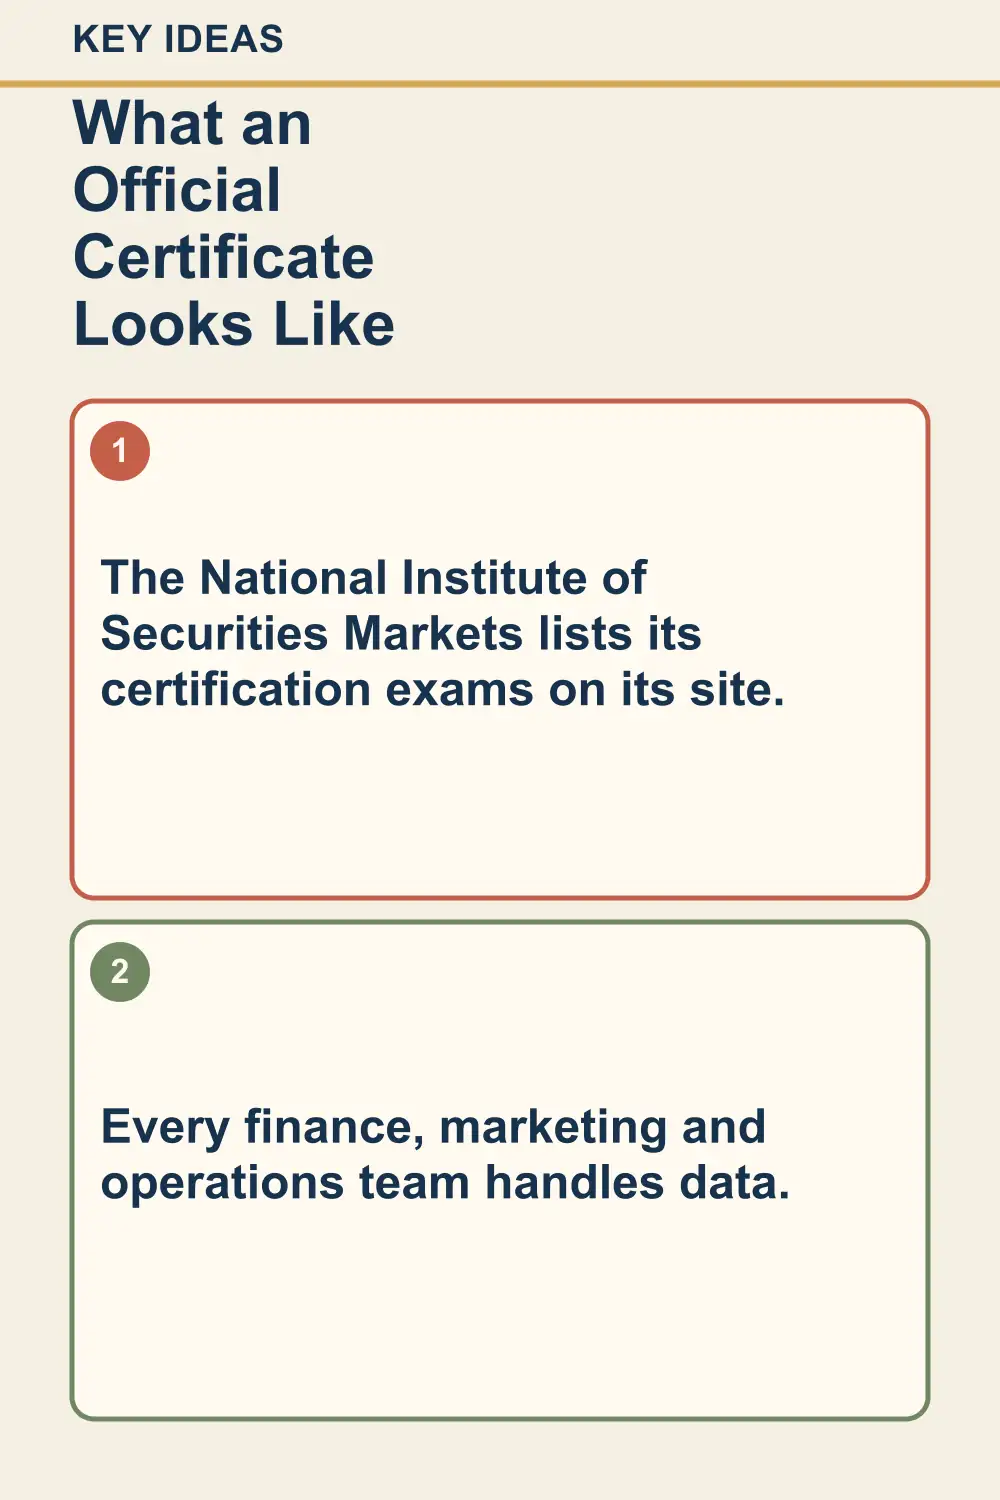 KEY IDEAS
What an
Official
Certificate
Looks Like
1
The National Institute of
Securities Markets lists its
certification exams on its site.
2
Every finance, marketing and
operations team handles data.